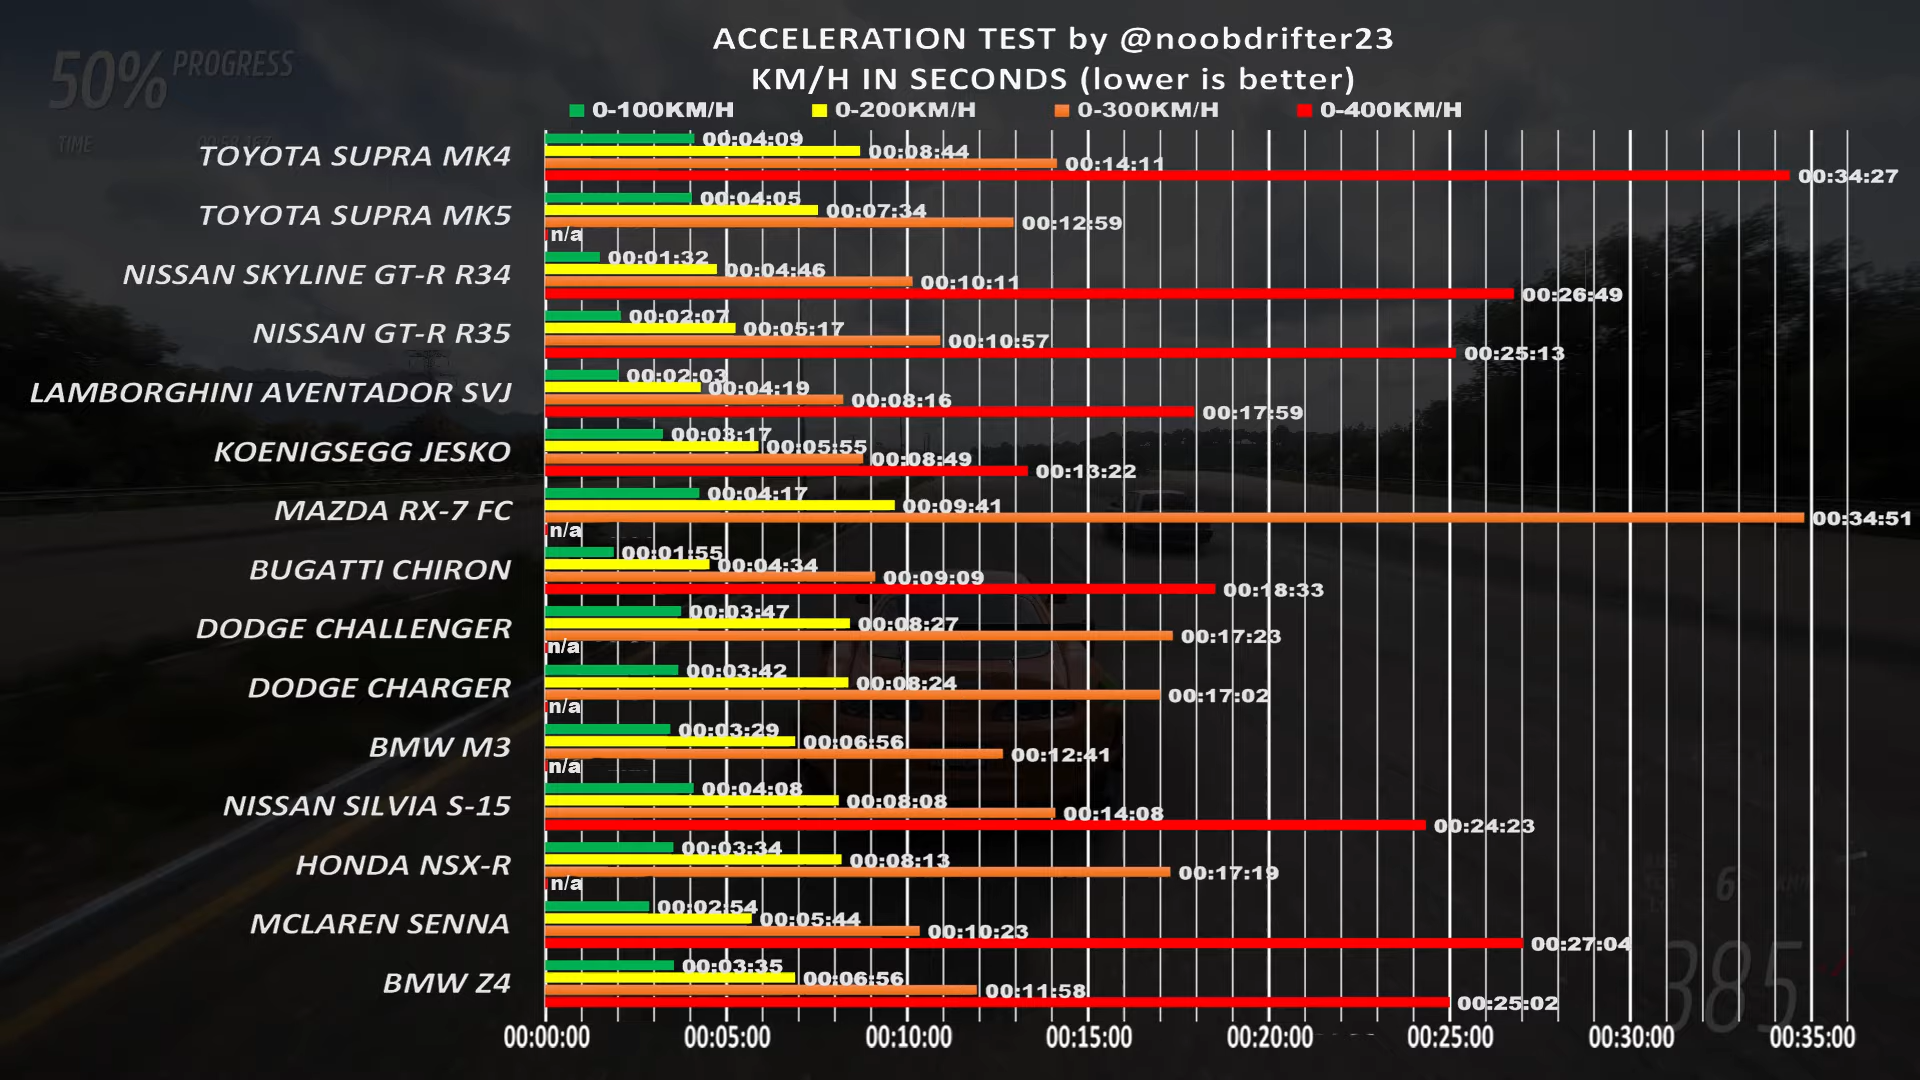 50% PROGRESS
TIME
ACCELERATION TEST by @noobdrifter23
KM/H IN SECONDS (lower is better)
0-100KM/H 0-200KM/H 0-300KM/H 0-400KM/H
TOYOTA SUPRA MK4
00:04:09
00:08:44
00:14:11
00:34:27
TOYOTA SUPRA MK5
00:04:05
00:07:34
00:12:59
n/a
NISSAN SKYLINE GT-R R34
00:01:32
00:04:46
00:10:11
00:26:49
NISSAN GT-R R35
00:02:07
00:05:17
00:10:57
00:25:13
LAMBORGHINI AVENTADOR SVJ
00:02:03
00:04:19
00:08:16
00:17:59
KOENIGSEGG JESKO
00:03:17
00:05:55
00:08:49
00:13:22
MAZDA RX-7 FC
00:04:17
00:09:41
00:34:51
n/a
BUGATTI CHIRON
00:01:55
00:04:34
00:09:09
00:18:33
DODGE CHALLENGER
00:03:47
00:08:27
00:17:23
n/a
DODGE CHARGER
00:03:42
00:08:24
00:17:02
n/a
BMW M3
00:03:29
00:06:56
00:12:41
n/a
NISSAN SILVIA S-15
00:04:08
00:08:08
00:14:08
00:24:23
HONDA NSX-R
00:03:34
00:08:13
00:17:19
n/a
MCLAREN SENNA
00:02:54
00:05:44
00:10:23
00:27:04
BMW Z4
00:03:35
00:06:56
00:11:58
00:25:02
6
385
00:00:00 00:05:00 00:10:00 00:15:00 00:20:00 00:25:00 00:30:00 00:35:00